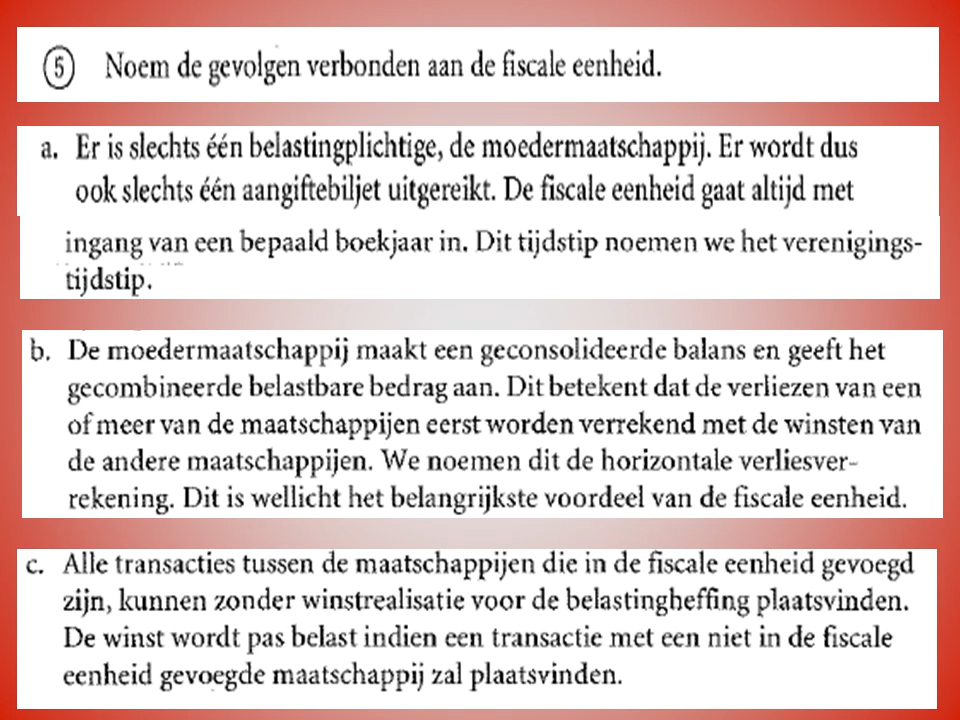 ⑤ Noem de gevolgen verbonden aan de fiscale eenheid.
a. Er is slechts één belastingplichtige, de moedermaatschappij. Er wordt dus
ook slechts één aangiftebiljet uitgereikt. De fiscale eenheid gaat altijd met
ingang van een bepaald boekjaar in. Dit tijdstip noemen we het verenigings-
tijdstip.
b. De moedermaatschappij maakt een geconsolideerde balans en geeft het
gecombineerde belastbare bedrag aan. Dit betekent dat de verliezen van een
of meer van de maatschappijen eerst worden verrekend met de winsten van
de andere maatschappijen. We noemen dit de horizontale verliesver-
rekening. Dit is wellicht het belangrijkste voordeel van de fiscale eenheid.
c. Alle transacties tussen de maatschappijen die in de fiscale eenheid gevoegd
zijn, kunnen zonder winstrealisatie voor de belastingheffing plaatsvinden.
De winst wordt pas belast indien een transactie met een niet in de fiscale
eenheid gevoegde maatschappij zal plaatsvinden.